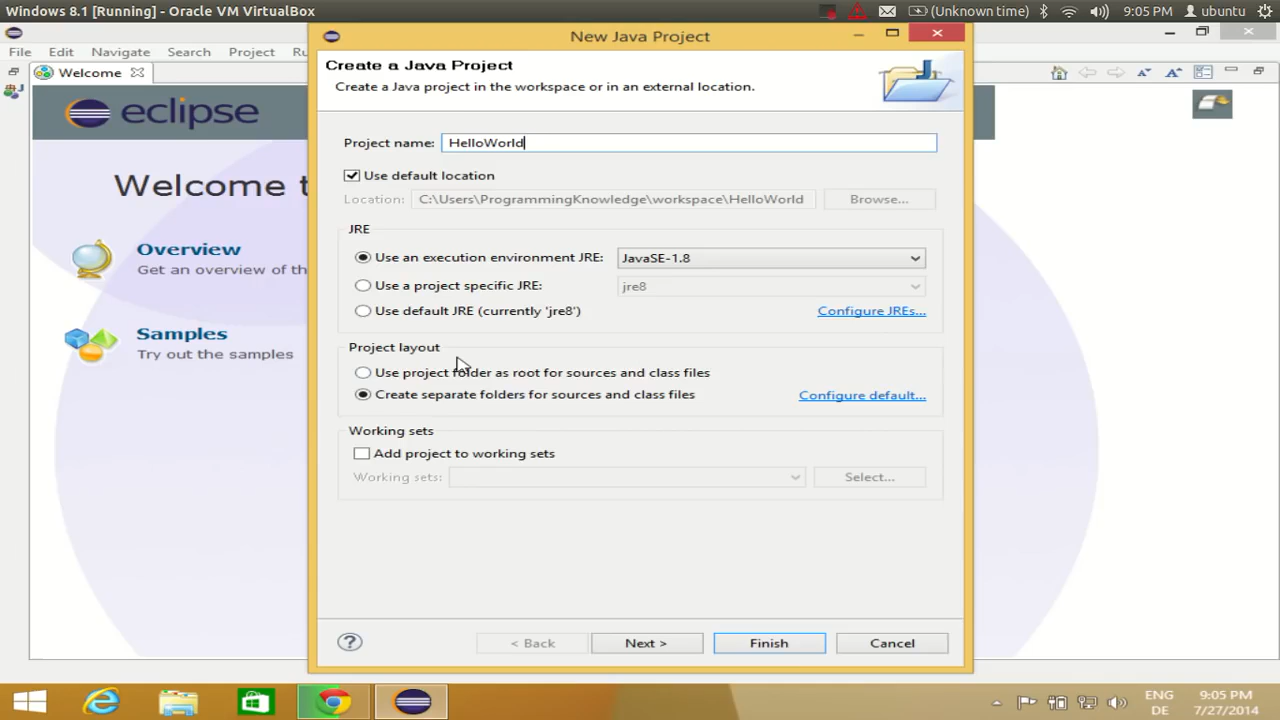 Windows 8.1 [Running] - Oracle VM VirtualBox
(Unknown time)
9:05 PM
ubuntu
New Java Project
File Edit Navigate Search Project Ru
Welcome
eclipse
Welcome t
Overview
Get an overview of th
Samples
Try out the samples
Create a Java Project
Create a Java project in the workspace or in an external location.
Project name: HelloWorld
Use default location
Location: C:\Users\ProgrammingKnowledge\workspace\HelloWorld Browse...
JRE
Use an execution environment JRE: JavaSE-1.8
Use a project specific JRE: jre8
Use default JRE (currently 'jre8') Configure JREs...
Project layout
Use project folder as root for sources and class files
Create separate folders for sources and class files Configure default...
Working sets
Add project to working sets
Working sets: Select...
? < Back Next > Finish Cancel
ENG 9:05 PM
DE 7/27/2014